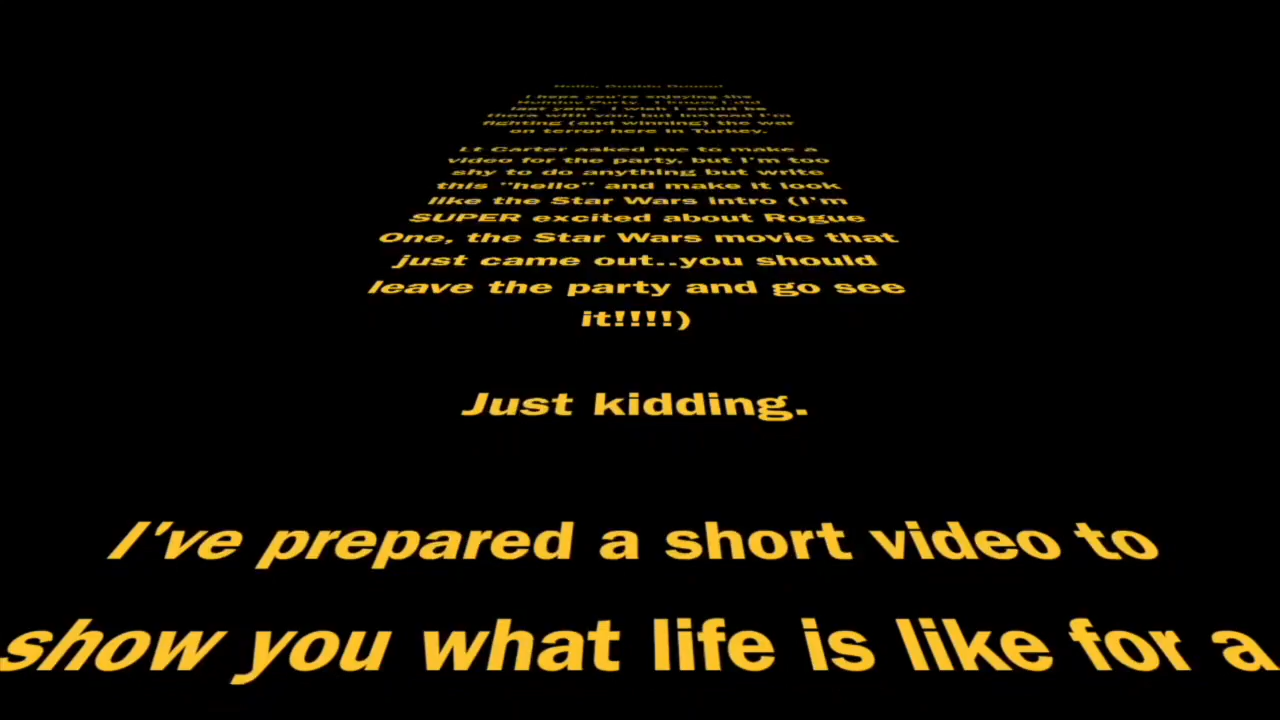 I hope you're enjoying the
Holiday Party. I know I did
last year. I wish I could be
there with you, but instead I'm
fighting (and winning) the war
on terror here in Turkey.
Lt Carter asked me to make a
video for the party, but I'm too
shy to do anything but write
this "hello" and make it look
like the Star Wars intro (I'm
SUPER excited about Rogue
One, the Star Wars movie that
just came out..you should
leave the party and go see
it!!!!)
Just kidding.
I've prepared a short video to
show you what life is like for a